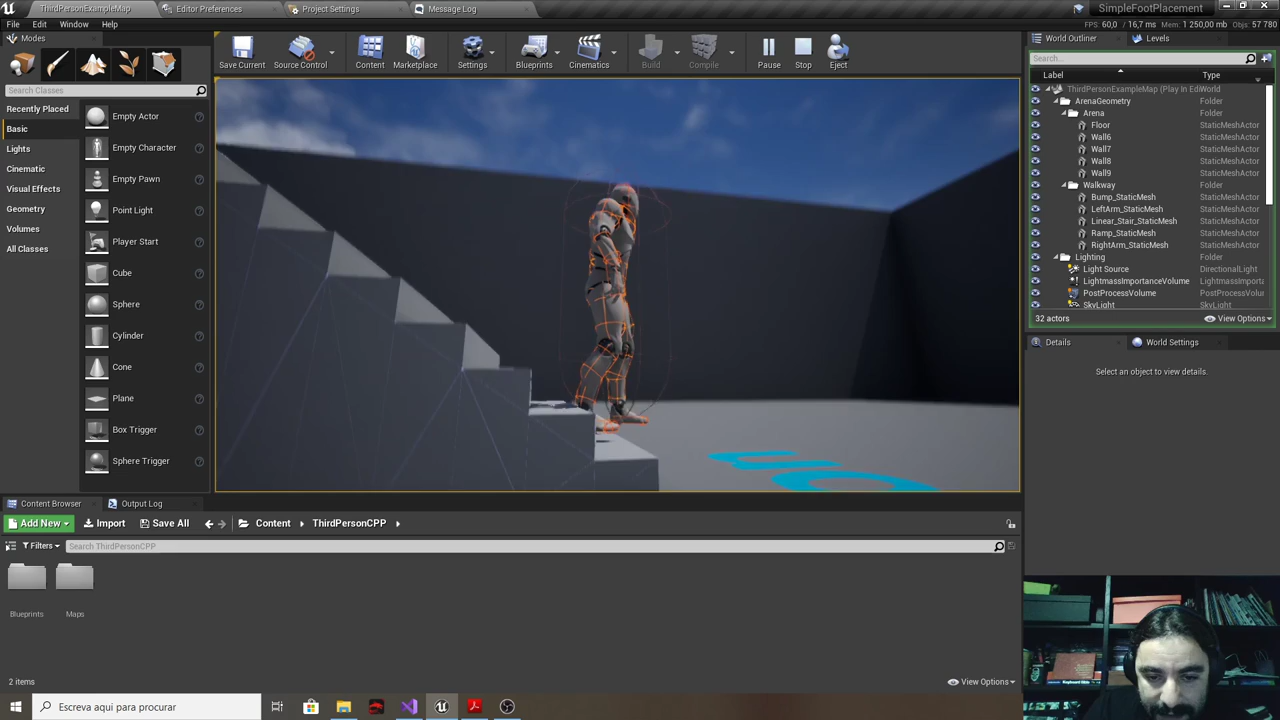 ThirdPersonExampleMap
Editor Preferences
Project Settings
Message Log
SimpleFootPlacement
File Edit Window Help
FPS: 60,0 / 16,7 ms Mem: 1 250,00 mb Objs: 57 780
Modes
World Outliner
Levels
Save Current
Source Control
Content
Marketplace
Settings
Blueprints
Cinematics
Build
Compile
Pause
Stop
Eject
Search Classes
Search...
Label
Type
Recently Placed
Basic
Lights
Cinematic
Visual Effects
Geometry
Volumes
All Classes
Empty Actor
Empty Character
Empty Pawn
Point Light
Player Start
Cube
Sphere
Cylinder
Cone
Plane
Box Trigger
Sphere Trigger
ThirdPersonExampleMap (Play In Edi World
ArenaGeometry Folder
Arena Folder
Floor StaticMeshActor
Wall6 StaticMeshActor
Wall7 StaticMeshActor
Wall8 StaticMeshActor
Wall9 StaticMeshActor
Walkway Folder
Bump_StaticMesh StaticMeshActor
LeftArm_StaticMesh StaticMeshActor
Linear_Stair_StaticMesh StaticMeshActor
Ramp_StaticMesh StaticMeshActor
RightArm_StaticMesh StaticMeshActor
Lighting Folder
Light Source DirectionalLight
LightmassImportanceVolume LightmassImporta
PostProcessVolume PostProcessVolu
SkyLight SkyLight
32 actors
View Options
Details
World Settings
Select an object to view details.
Content Browser
Output Log
Add New
Import
Save All
Content
ThirdPersonCPP
Filters
Search ThirdPersonCPP
Blueprints
Maps
2 items
View Options
Escreva aqui para procurar